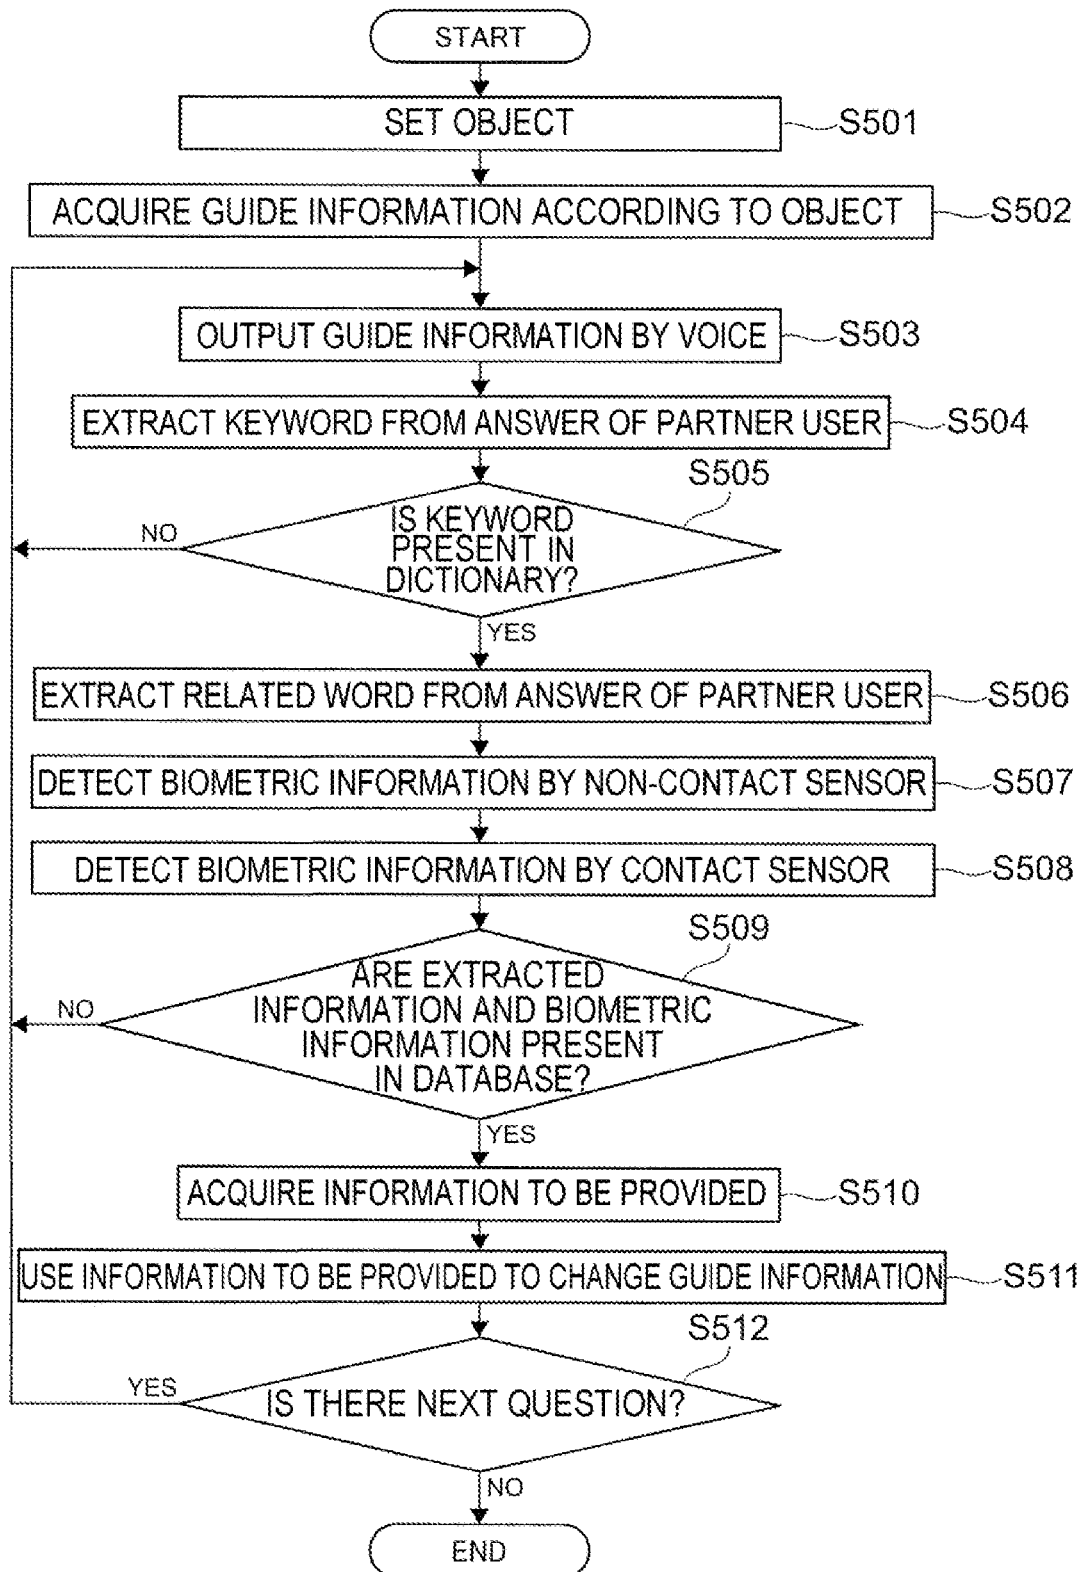 START
SET OBJECT
S501
ACQUIRE GUIDE INFORMATION ACCORDING TO OBJECT
S502
OUTPUT GUIDE INFORMATION BY VOICE
S503
EXTRACT KEYWORD FROM ANSWER OF PARTNER USER
S504
S505
IS KEYWORD
PRESENT IN
DICTIONARY?
NO
YES
EXTRACT RELATED WORD FROM ANSWER OF PARTNER USER
S506
DETECT BIOMETRIC INFORMATION BY NON-CONTACT SENSOR
S507
DETECT BIOMETRIC INFORMATION BY CONTACT SENSOR
S508
S509
ARE EXTRACTED
INFORMATION AND BIOMETRIC
INFORMATION PRESENT
IN DATABASE?
NO
YES
ACQUIRE INFORMATION TO BE PROVIDED
S510
USE INFORMATION TO BE PROVIDED TO CHANGE GUIDE INFORMATION
S511
S512
IS THERE NEXT QUESTION?
YES
NO
END